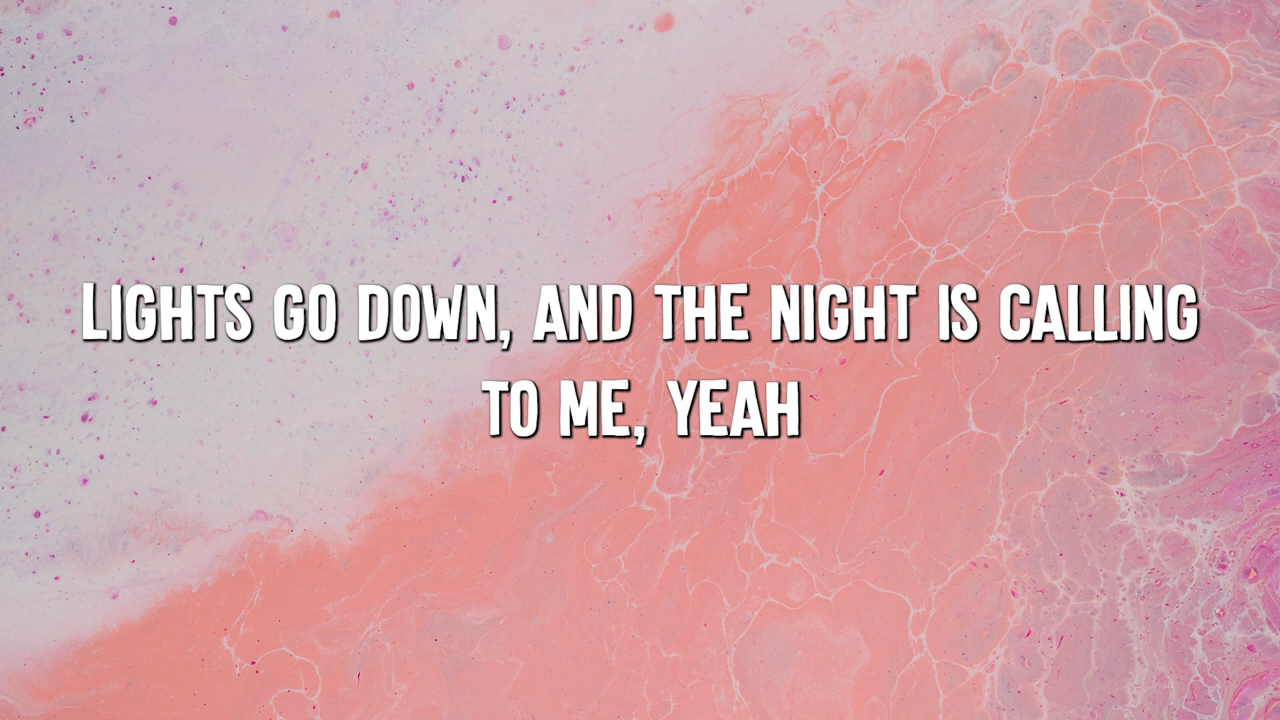 LIGHTS GO DOWN, AND THE NIGHT IS CALLING
TO ME, YEAH